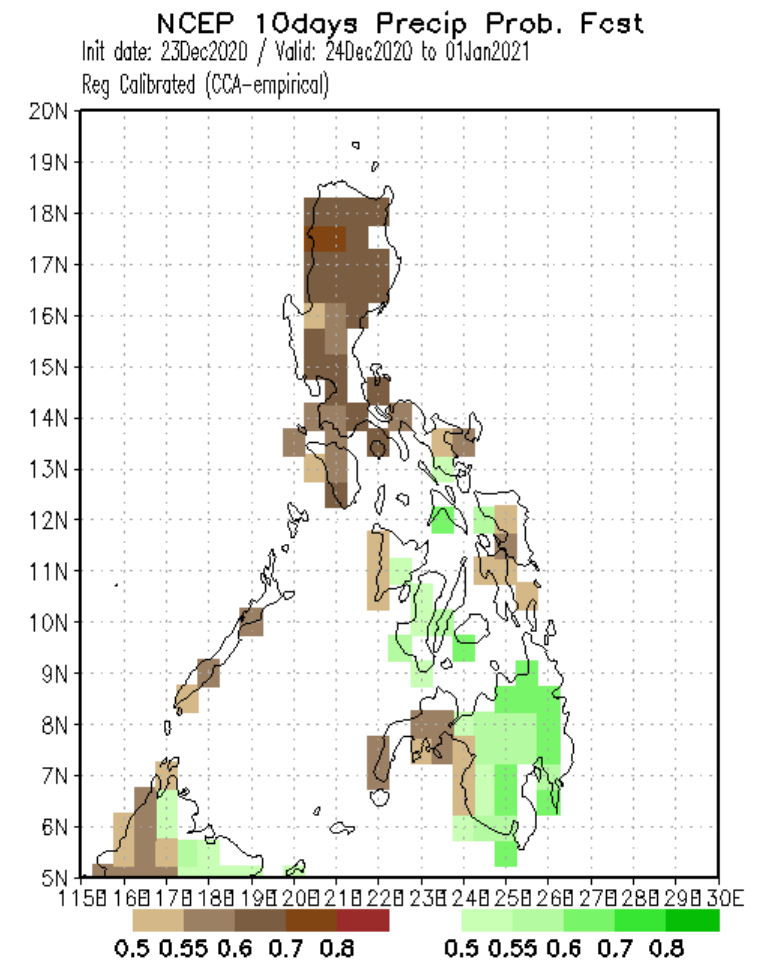 NCEP 10days Precip Prob. Fcst
Init date: 23Dec2020 / Valid: 24Dec2020 to 01Jan2021
Reg Calibrated (CCA-empirical)
20N
19N
18N
17N
16N
15N
14N
13N
12N
11N
10N
9N
8N
7N
6N
5N
115E 116E 117E 118E 119E 120E 121E 122E 123E 124E 125E 126E 127E 128E 129E 130E
0.5 0.55 0.6 0.7 0.8 0.5 0.55 0.6 0.7 0.8